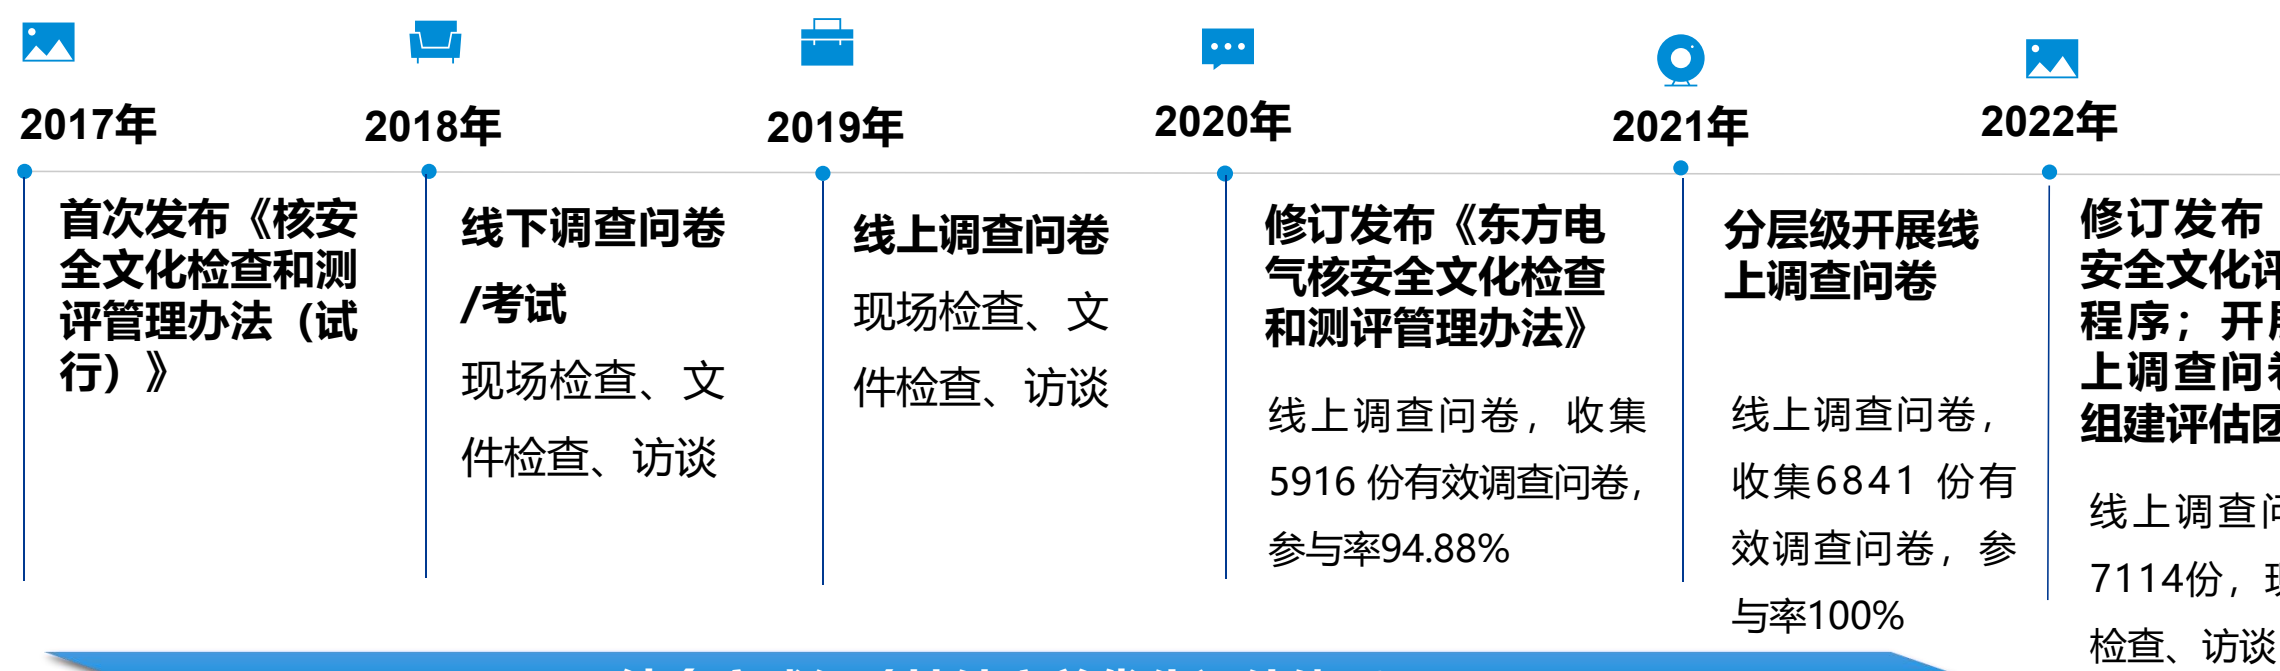 2017年
首次发布《核安
全文化检查和测
评管理办法（试
行）》
2018年
线下调查问卷
/考试
现场检查、文
件检查、访谈
2019年
线上调查问卷
现场检查、文
件检查、访谈
2020年
修订发布《东方电
气核安全文化检查
和测评管理办法》
线上调查问卷，收集
5916 份有效调查问卷，
参与率94.88%
2021年
分层级开展线
上调查问卷
线上调查问卷，
收集6841 份有
效调查问卷，参
与率100%
2022年
修订发布
安全文化评
程序；开展
上调查问卷
组建评估团
线上调查问
7114份，现
检查、访谈